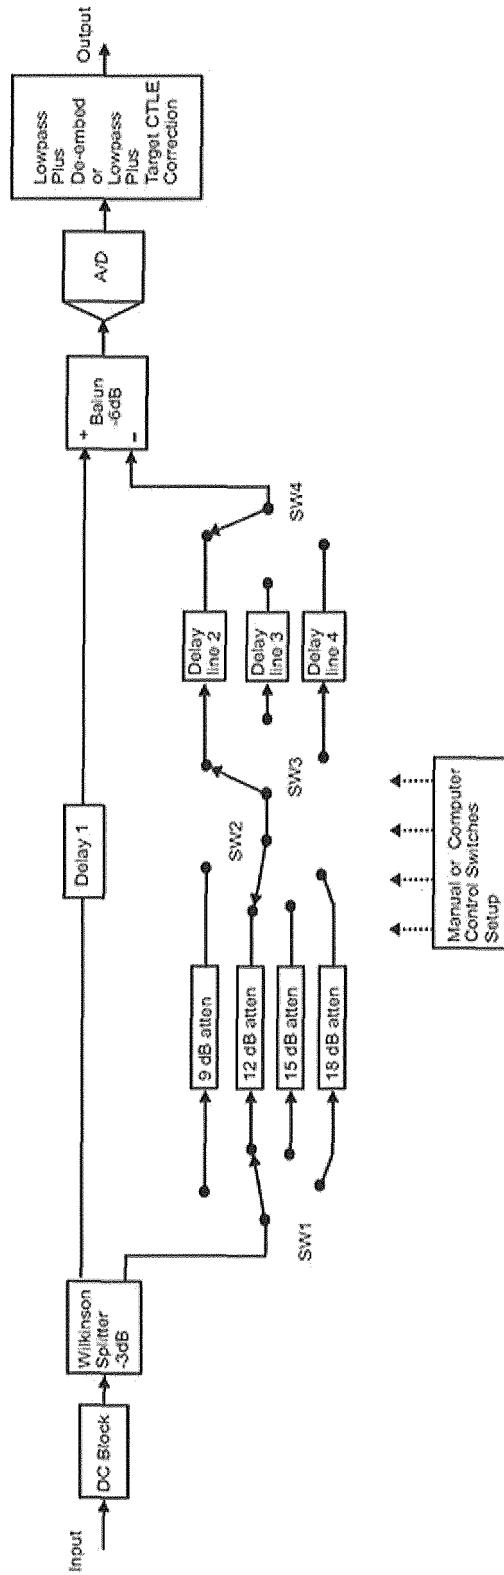 Input
DC Block
Wilkinson
Splitter
-3dB
Delay 1
SW1
9 dB atten
12 dB atten
15 dB atten
18 dB atten
SW2
SW3
Delay
line 2
Delay
line 3
Delay
line 4
SW4
+
Balun
-6dB
−
A/D
Lowpass
Plus
De-embed
or
Lowpass
Plus
Target CTLE
Correction
Output
Manual or Computer
Control Switches
Setup